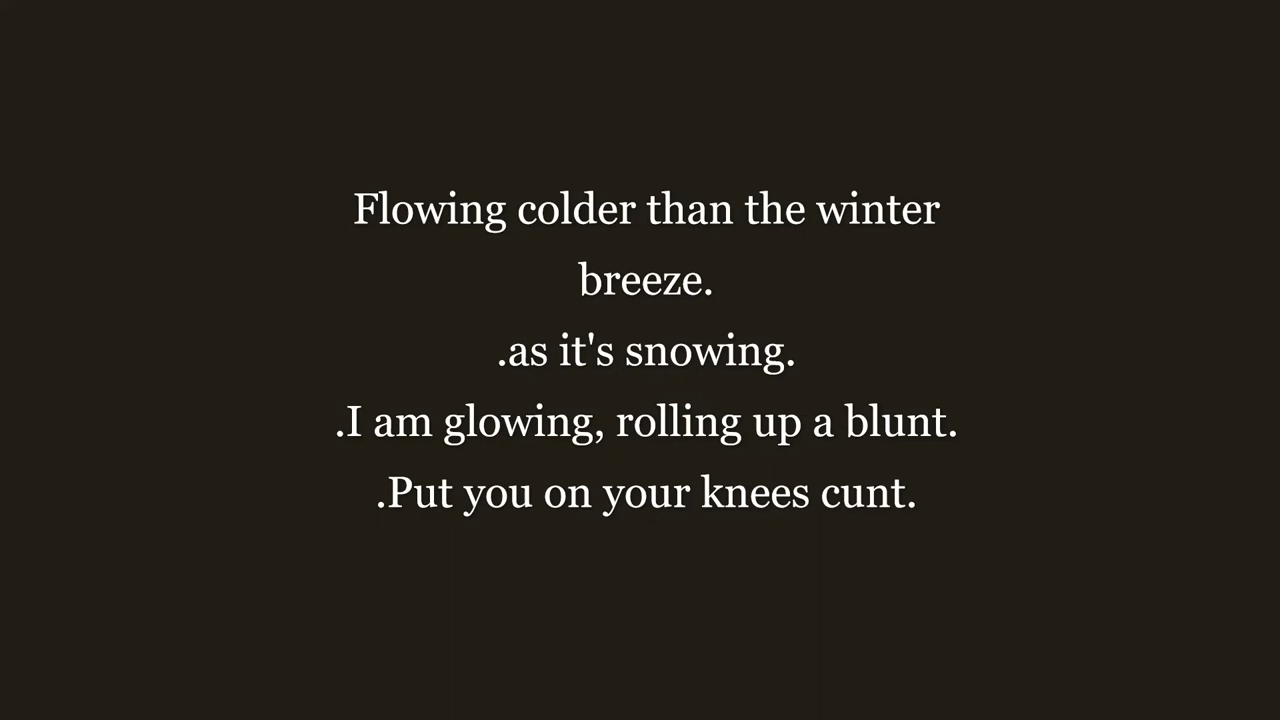 Flowing colder than the winter
breeze.
.as it's snowing.
.I am glowing, rolling up a blunt.
.Put you on your knees cunt.